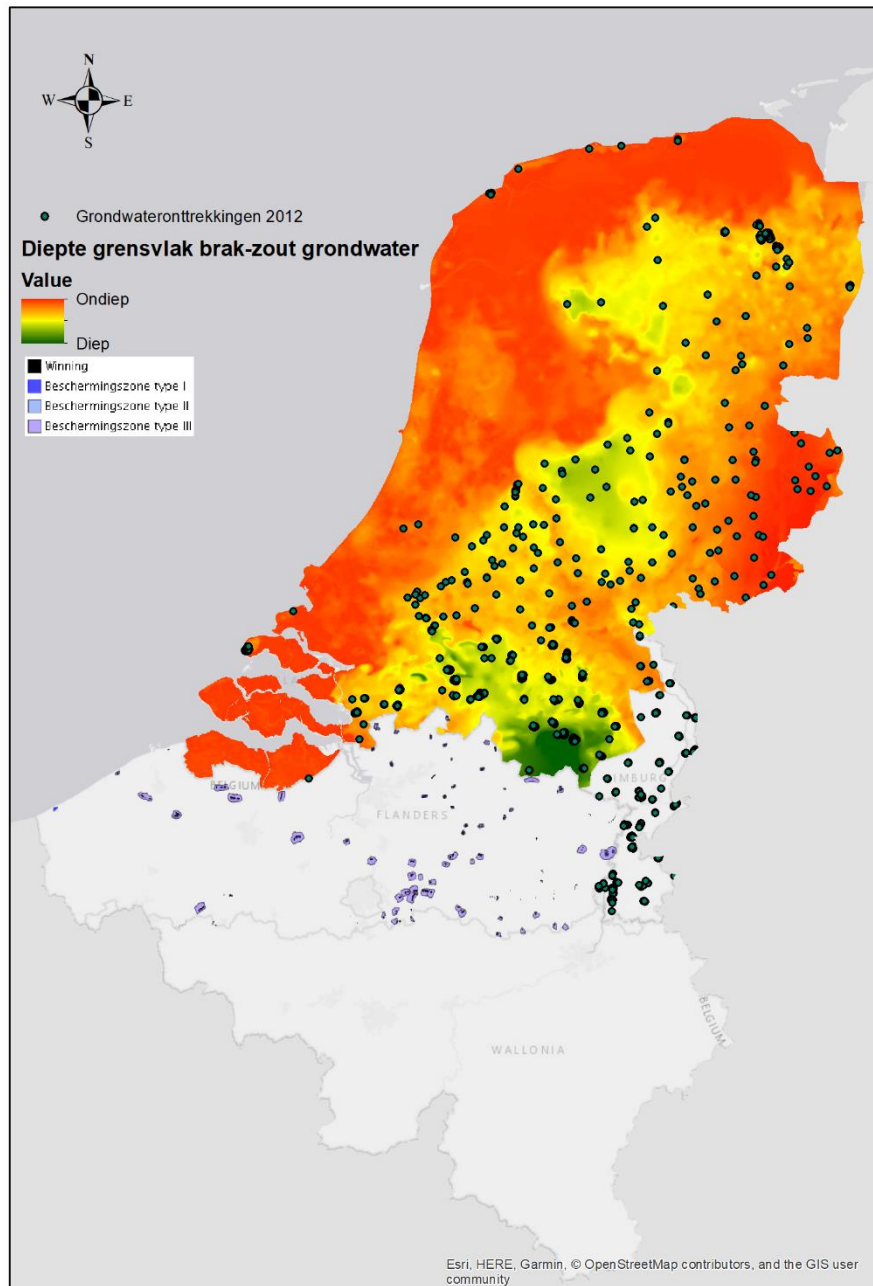 N
W E
S
Grondwateronttrekkingen 2012
Diepte grensvlak brak-zout grondwater
Value
Ondiep
Diep
Winning
Beschermingszone type I
Beschermingszone type II
Beschermingszone type III
BELGIUM
LIMBURG
FLANDERS
WALLONIA
BELGIUM
Esri, HERE, Garmin, © OpenStreetMap contributors, and the GIS user
community